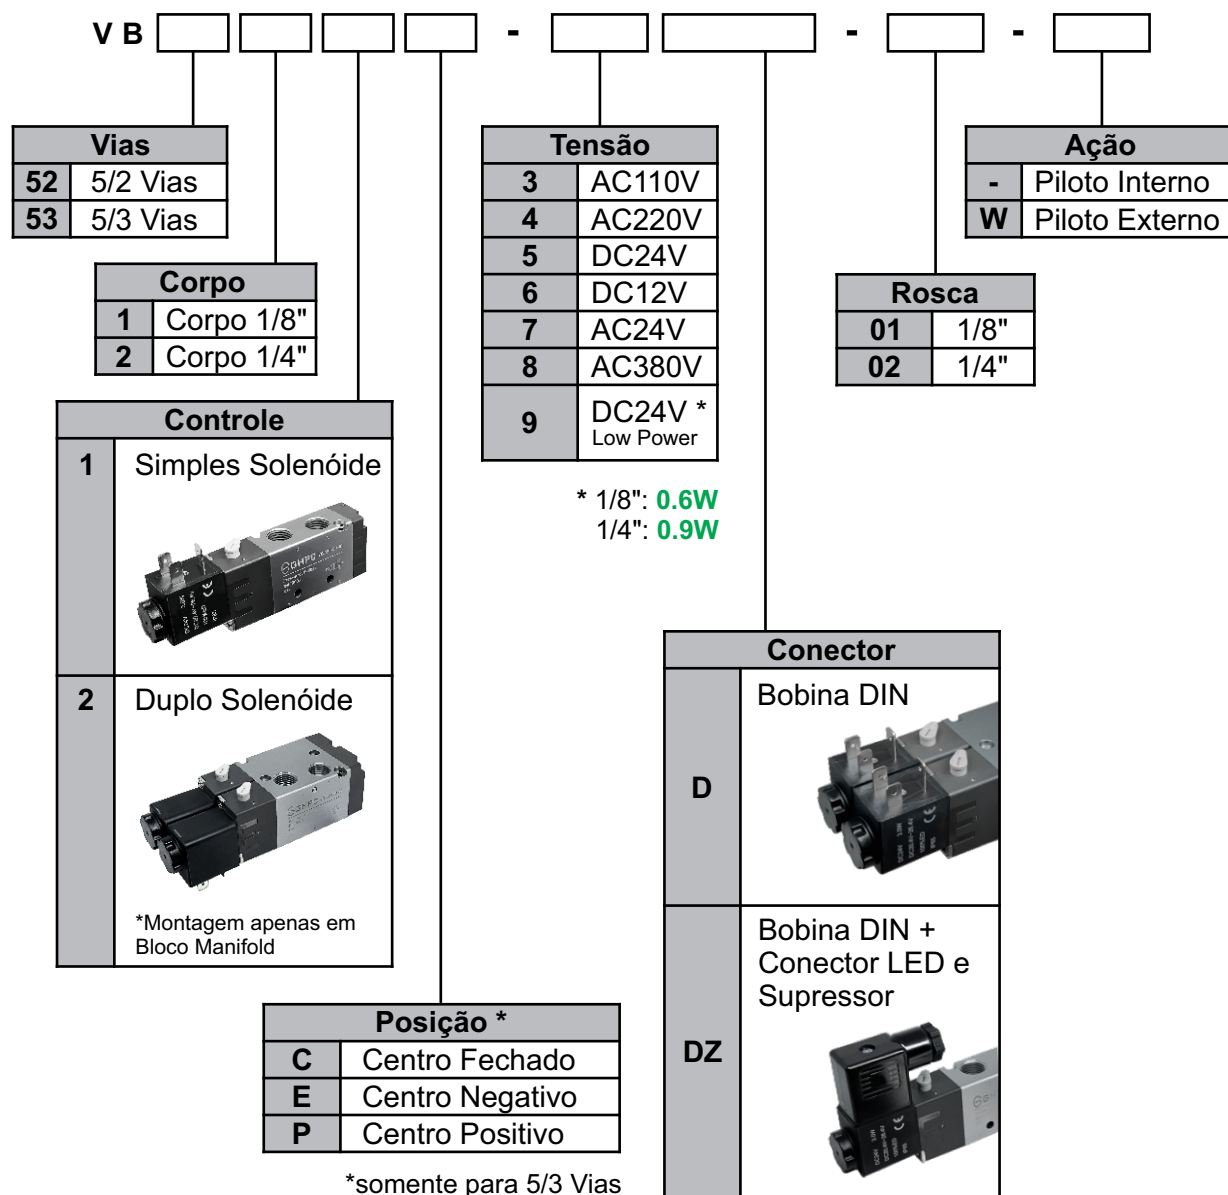 V B - - -
Vias
52 5/2 Vias
53 5/3 Vias
Corpo
1 Corpo 1/8"
2 Corpo 1/4"
Controle
1 Simples Solenóide
2 Duplo Solenóide
*Montagem apenas em
Bloco Manifold
Posição *
C Centro Fechado
E Centro Negativo
P Centro Positivo
*somente para 5/3 Vias
Tensão
3 AC110V
4 AC220V
5 DC24V
6 DC12V
7 AC24V
8 AC380V
9 DC24V *
Low Power
* 1/8": 0.6W
1/4": 0.9W
Conector
D Bobina DIN
DZ Bobina DIN +
Conector LED e
Supressor
Rosca
01 1/8"
02 1/4"
Ação
- Piloto Interno
W Piloto Externo